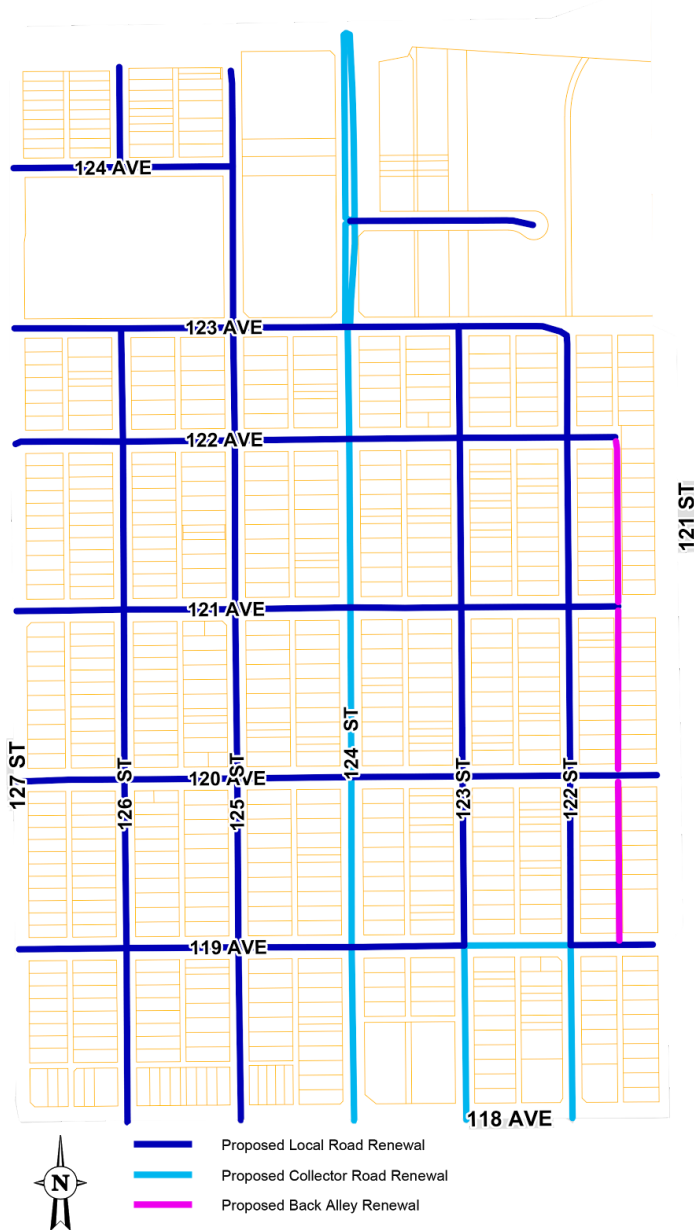 124 AVE
123 AVE
122 AVE
121 ST
121 AVE
127 ST
126 ST
125 ST
120 AVE
124 ST
123 ST
122 ST
119 AVE
118 AVE
N
Proposed Local Road Renewal
Proposed Collector Road Renewal
Proposed Back Alley Renewal